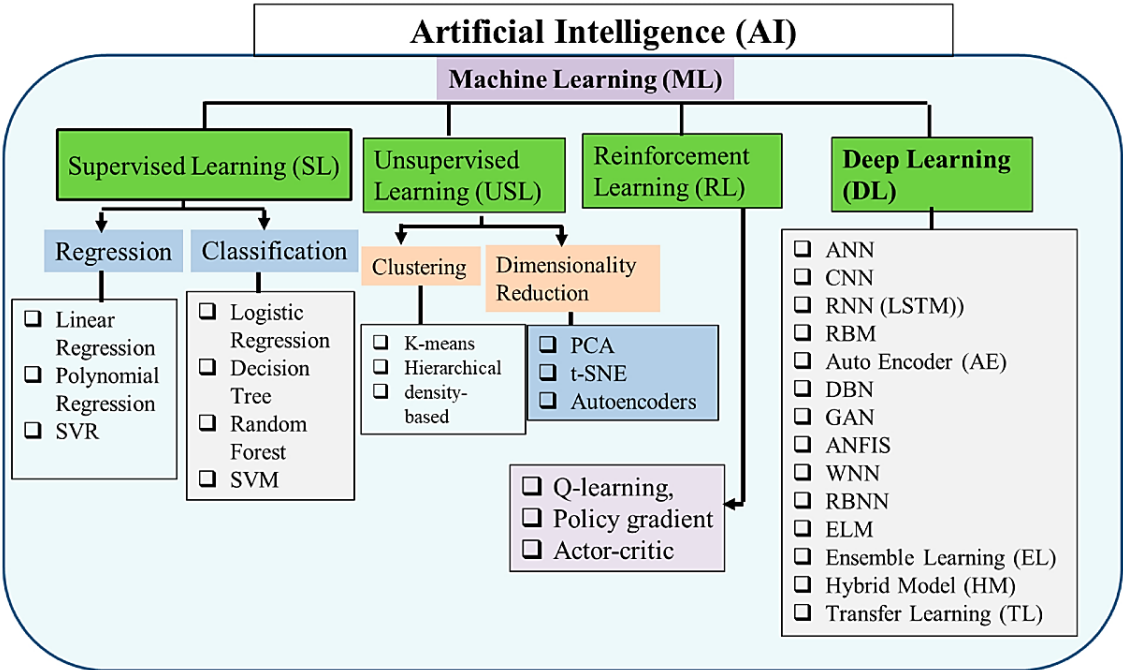 Artificial Intelligence (AI)
Machine Learning (ML)
Supervised Learning (SL)
Unsupervised
Learning (USL)
Reinforcement
Learning (RL)
Deep Learning
(DL)
Regression
Classification
Clustering
Dimensionality
Reduction
Linear
Regression
Polynomial
Regression
SVR
Logistic
Regression
Decision
Tree
Random
Forest
SVM
K-means
Hierarchical
density-
based
PCA
t-SNE
Autoencoders
Q-learning,
Policy gradient
Actor-critic
ANN
CNN
RNN (LSTM))
RBM
Auto Encoder (AE)
DBN
GAN
ANFIS
WNN
RBNN
ELM
Ensemble Learning (EL)
Hybrid Model (HM)
Transfer Learning (TL)